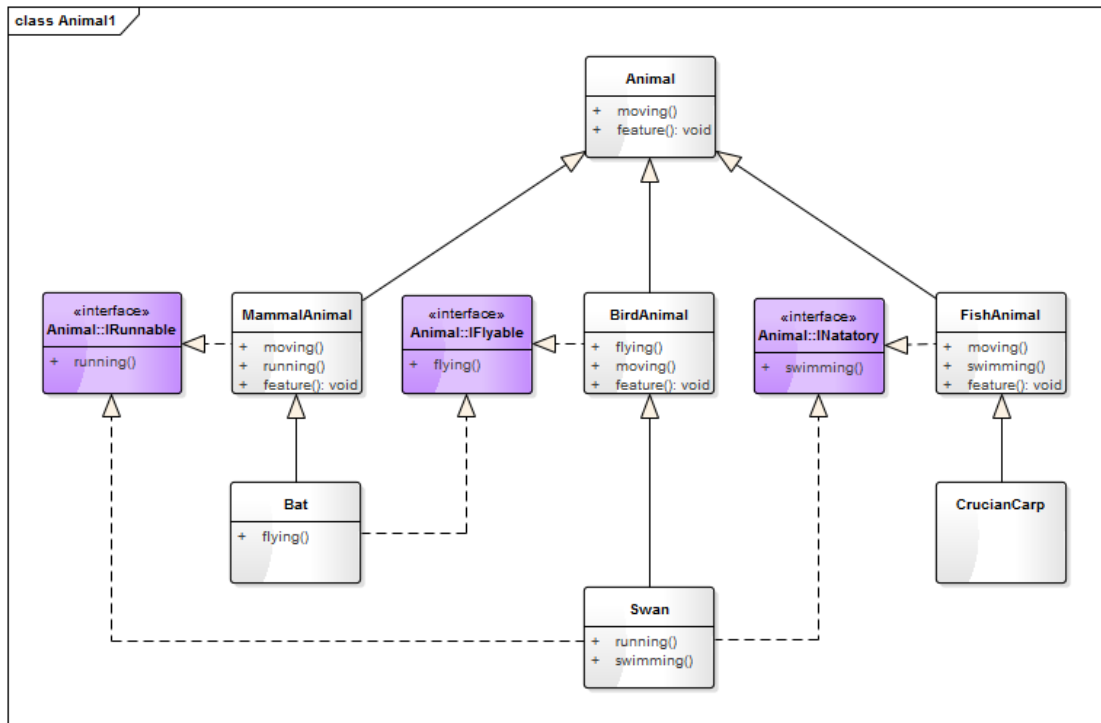 class Animal1
Animal
+ moving()
+ feature(): void
«interface»
Animal::IRunnable
+ running()
MammalAnimal
+ moving()
+ running()
+ feature(): void
«interface»
Animal::IFlyable
+ flying()
BirdAnimal
+ flying()
+ moving()
+ feature(): void
«interface»
Animal::INatatory
+ swimming()
FishAnimal
+ moving()
+ swimming()
+ feature(): void
Bat
+ flying()
CrucianCarp
Swan
+ running()
+ swimming()